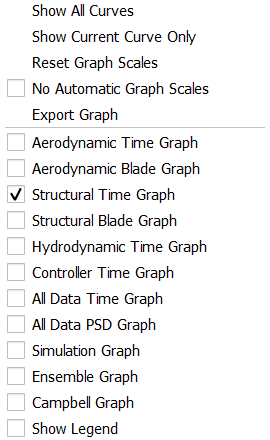 Show All Curves
Show Current Curve Only
Reset Graph Scales
No Automatic Graph Scales
Export Graph
Aerodynamic Time Graph
Aerodynamic Blade Graph
Structural Time Graph
Structural Blade Graph
Hydrodynamic Time Graph
Controller Time Graph
All Data Time Graph
All Data PSD Graph
Simulation Graph
Ensemble Graph
Campbell Graph
Show Legend